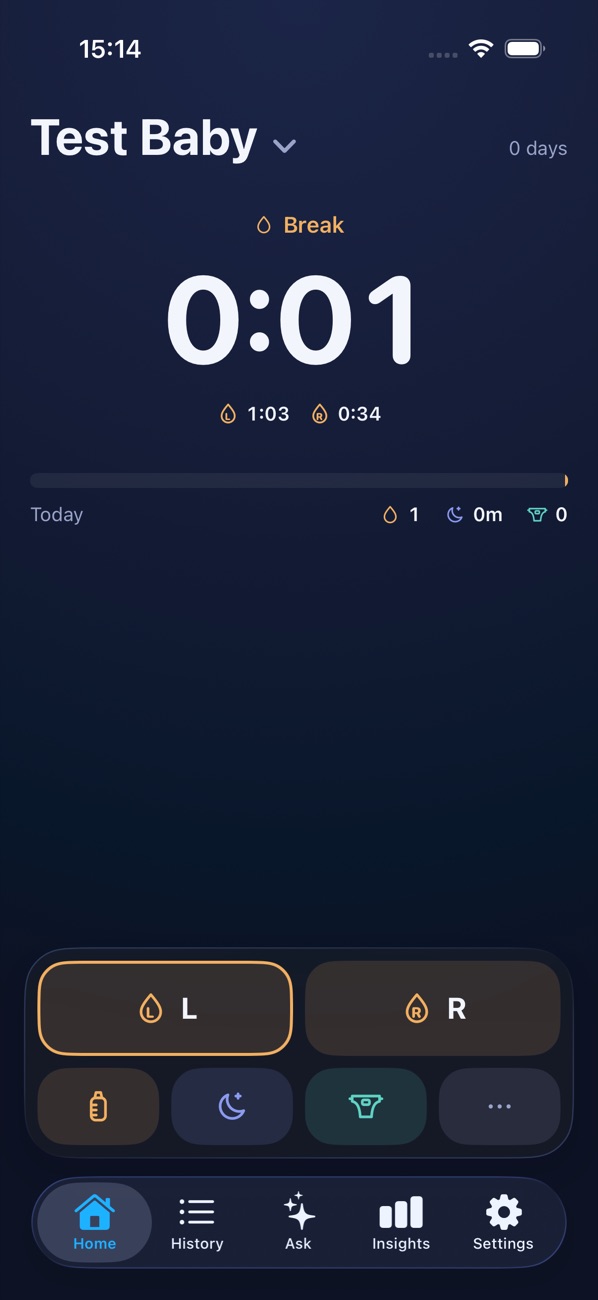 15:14
Test Baby
0 days
Break
0:01
L 1:03 R 0:34
Today 1 0m 0
L L R R
Home History Ask Insights Settings